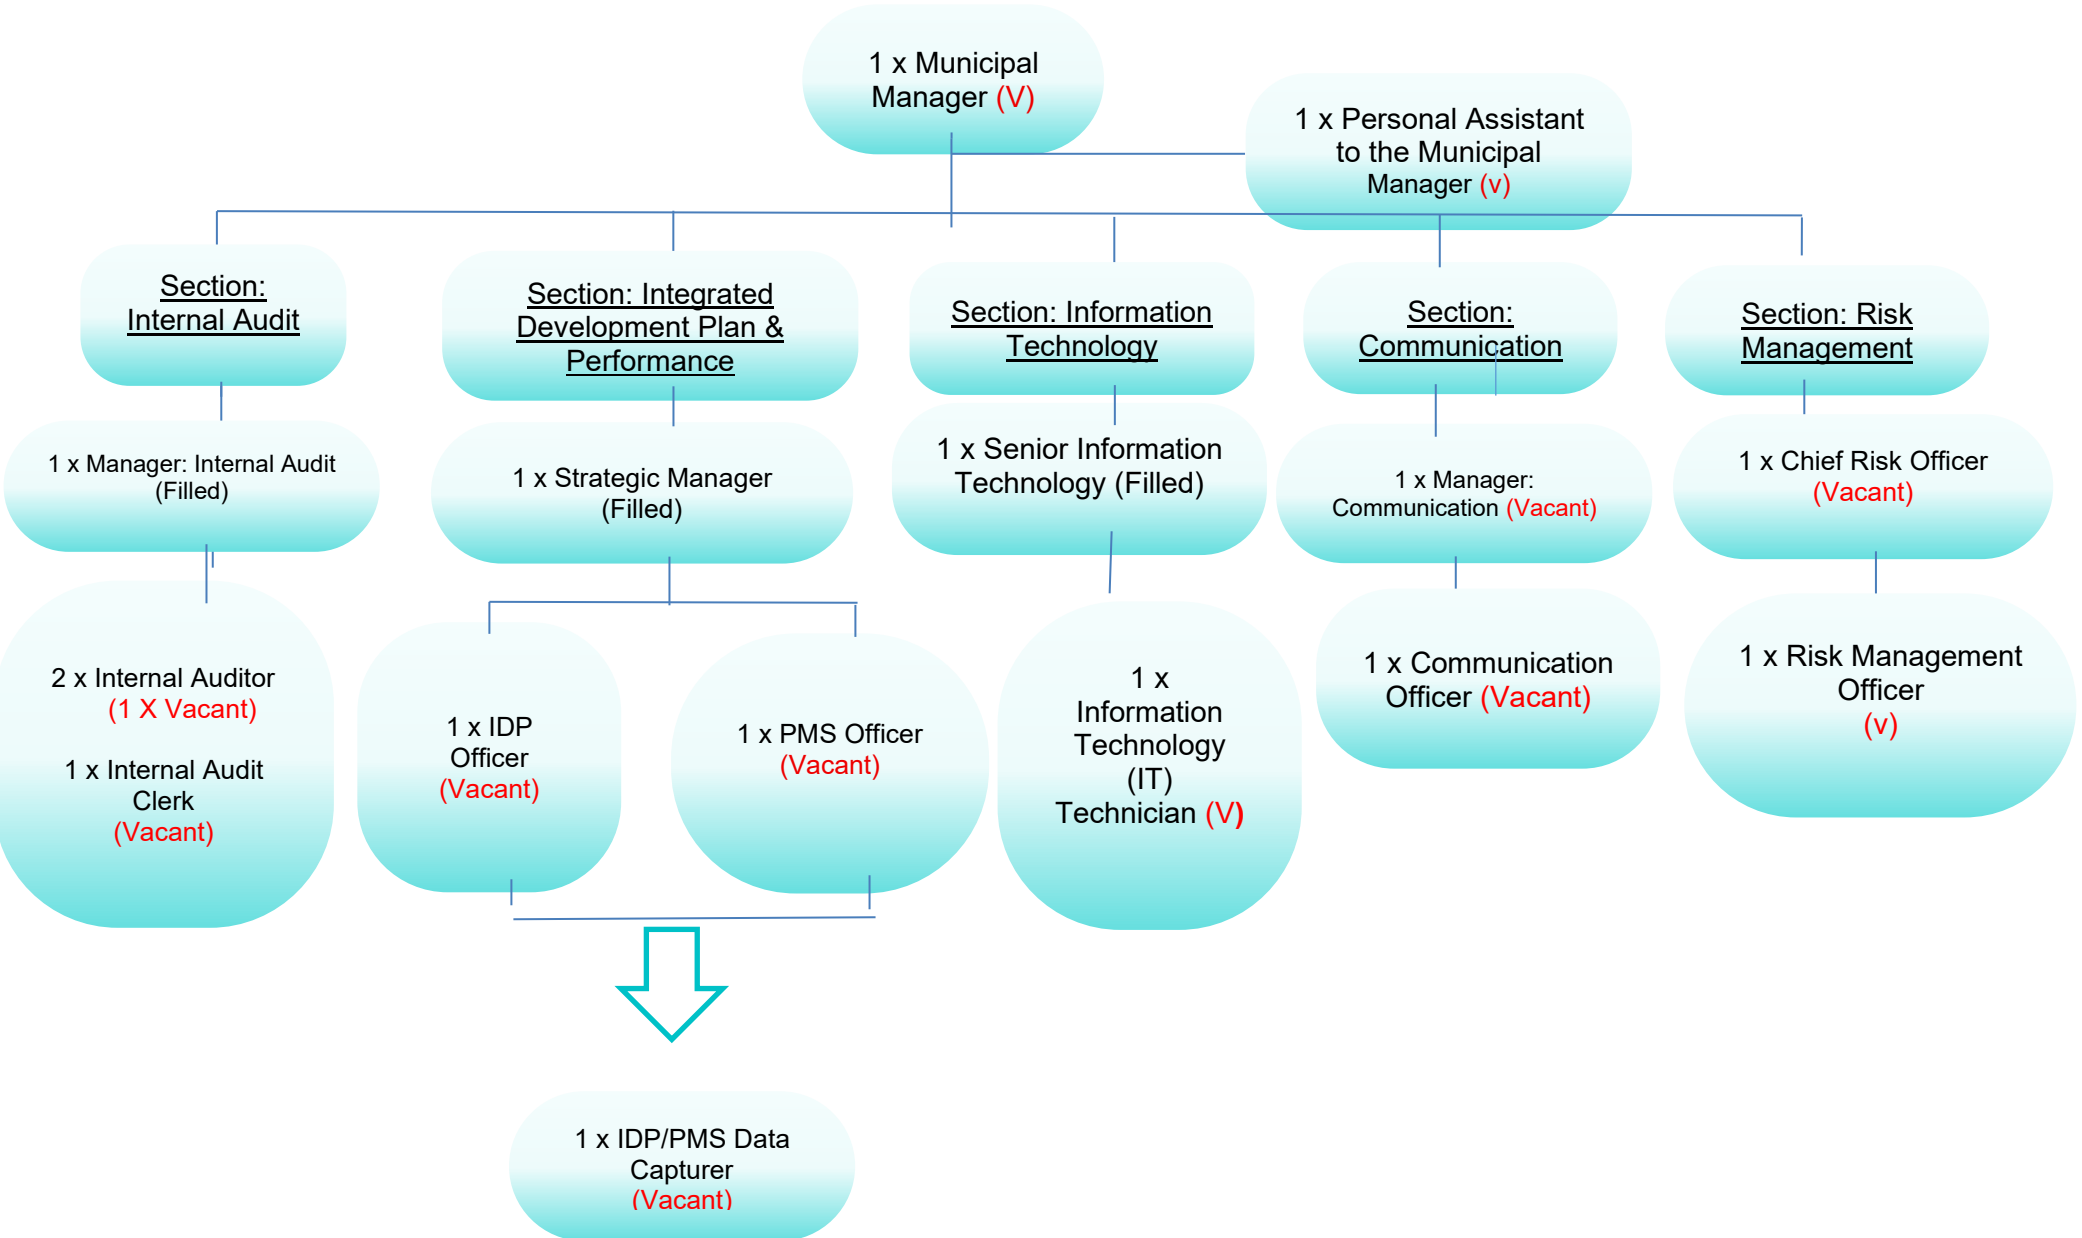 1 x Municipal
Manager (V)
1 x Personal Assistant
to the Municipal
Manager (v)
Section:
Internal Audit
Section: Integrated
Development Plan &
Performance
Section: Information
Technology
Section:
Communication
Section: Risk
Management
1 x Manager: Internal Audit
(Filled)
1 x Strategic Manager
(Filled)
1 x Senior Information
Technology (Filled)
1 x Manager:
Communication (Vacant)
1 x Chief Risk Officer
(Vacant)
2 x Internal Auditor
(1 X Vacant)
1 x Internal Audit
Clerk
(Vacant)
1 x IDP
Officer
(Vacant)
1 x PMS Officer
(Vacant)
1 x
Information
Technology
(IT)
Technician (V)
1 x Communication
Officer (Vacant)
1 x Risk Management
Officer
(v)
1 x IDP/PMS Data
Capturer
(Vacant)